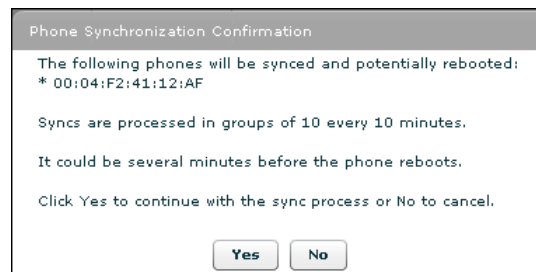 Phone Synchronization Confirmation
The following phones will be synced and potentially rebooted:
* 00:04:F2:41:12:AF
Syncs are processed in groups of 10 every 10 minutes.
It could be several minutes before the phone reboots.
Click Yes to continue with the sync process or No to cancel.
Yes No